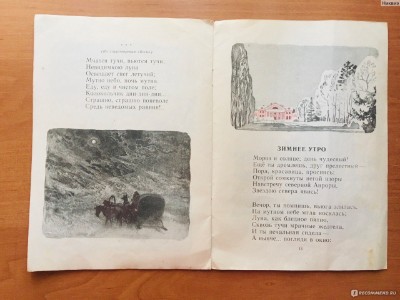 * * *
Мчатся тучи, вьются тучи;
Невидимкою луна
Освещает снег летучий;
Мутно небо, ночь мутна.
Еду, еду в чистом поле;
Колокольчик дин-дин-дин...
Страшно, страшно поневоле
Средь неведомых равнин!..
ЗИМНЕЕ УТРО
Мороз и солнце; день чудесный!
Ещё ты дремлешь, друг прелестный —
Пора, красавица, проснись:
Открой сомкнуты негой взоры
Навстречу северной Авроры,
Звездою севера явись!
Вечор, ты помнишь, вьюга злилась,
На мутном небе мгла носилась;
Луна, как бледное пятно,
Сквозь тучи мрачные желтела,
И ты печальная сидела —
А нынче... погляди в окно:
IRECOMMEND.RU